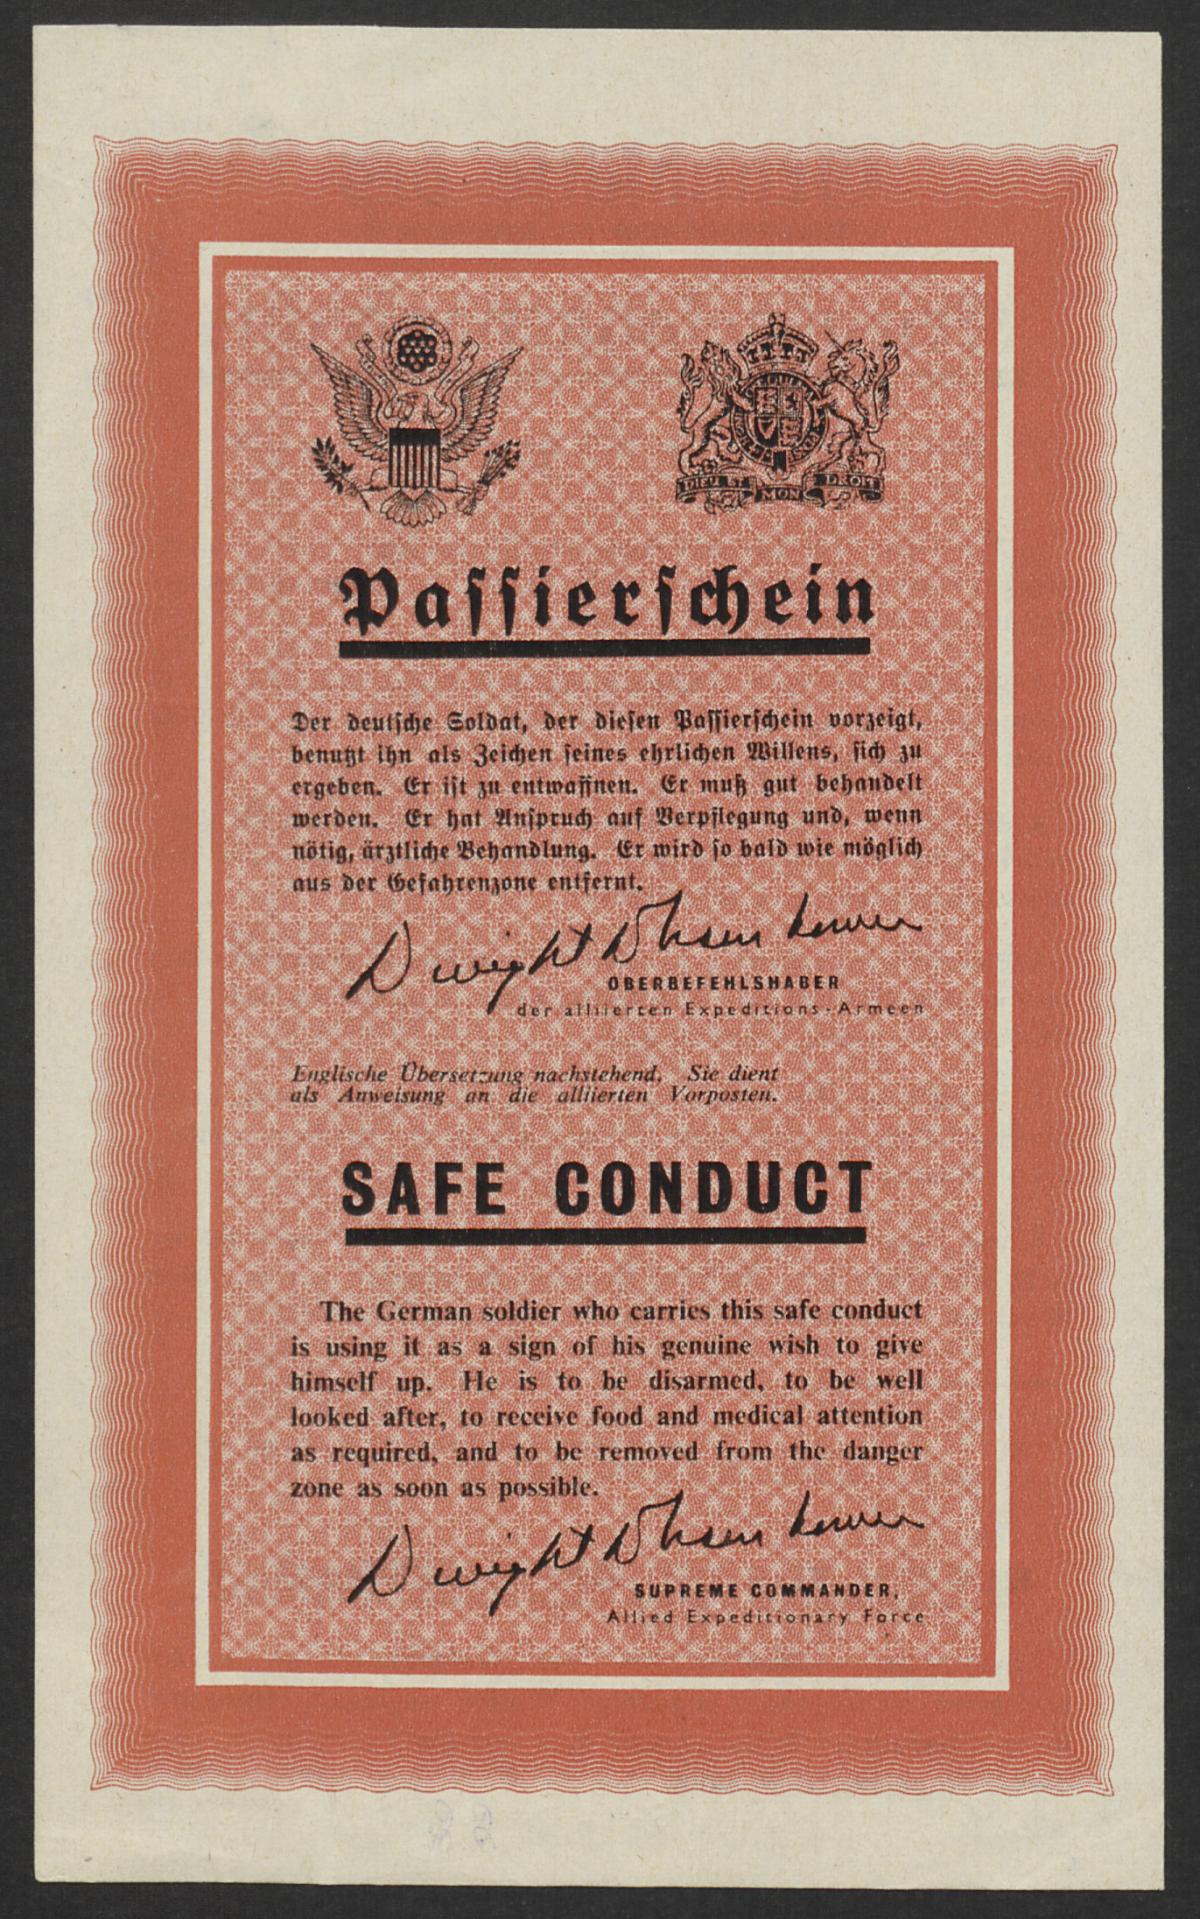 DIEU ET MON DROIT
Passierschein
Der deutsche Soldat, der diesen Passierschein vorzeigt,
benutzt ihn als Zeichen seines ehrlichen Willens, sich zu
ergeben. Er ist zu entwaffnen. Er muß gut behandelt
werden. Er hat Anspruch auf Verpflegung und, wenn
nötig, ärztliche Behandlung. Er wird so bald wie möglich
aus der Gefahrenzone entfernt.
Dwight D Eisenhower
OBERBEFEHLSHABER
der alliierten Expeditions-Armeen
Englische Übersetzung nachstehend. Sie dient
als Anweisung an die alliierten Vorposten.
SAFE CONDUCT
The German soldier who carries this safe conduct
is using it as a sign of his genuine wish to give
himself up. He is to be disarmed, to be well
looked after, to receive food and medical attention
as required, and to be removed from the danger
zone as soon as possible.
Dwight D Eisenhower
SUPREME COMMANDER,
Allied Expeditionary Force